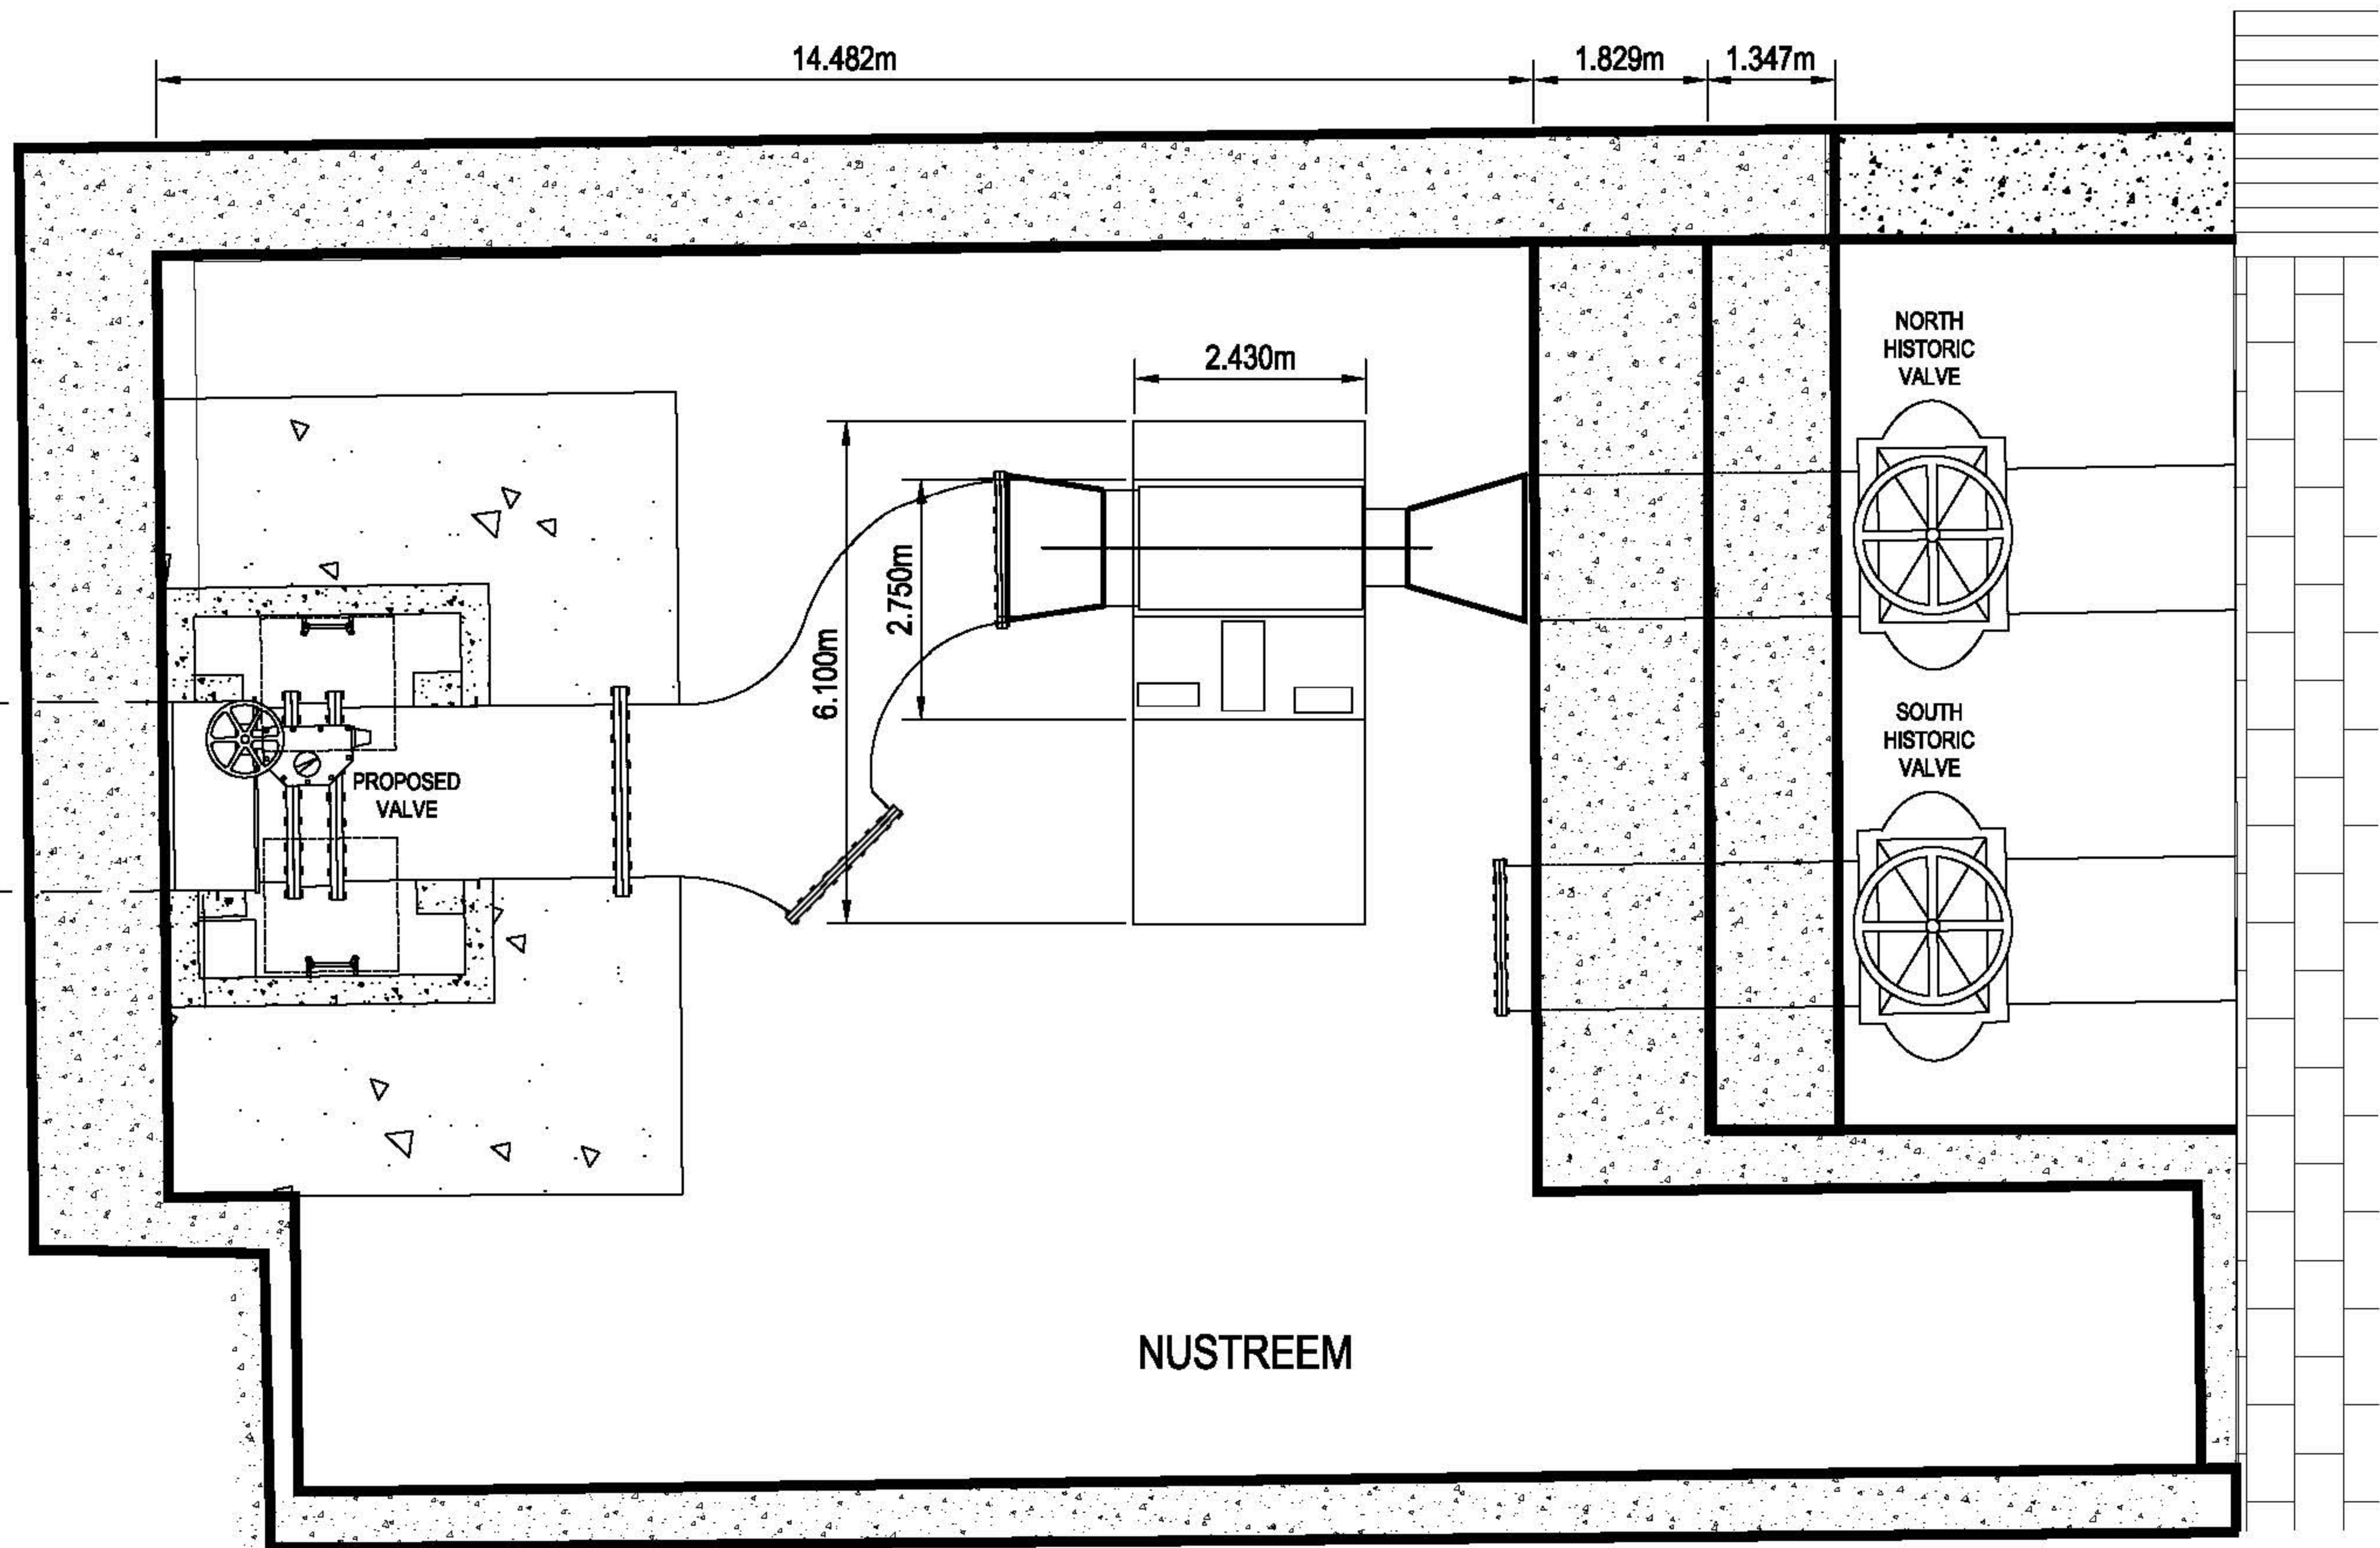 14.482m
1.829m
1.347m
NORTH
HISTORIC
VALVE
2.430m
2.750m
6.100m
SOUTH
HISTORIC
VALVE
PROPOSED
VALVE
NUSTREEM